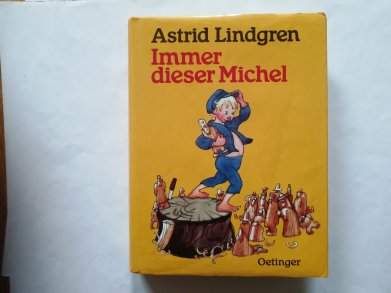 Astrid Lindgren
Immer
dieser Michel
Oetinger